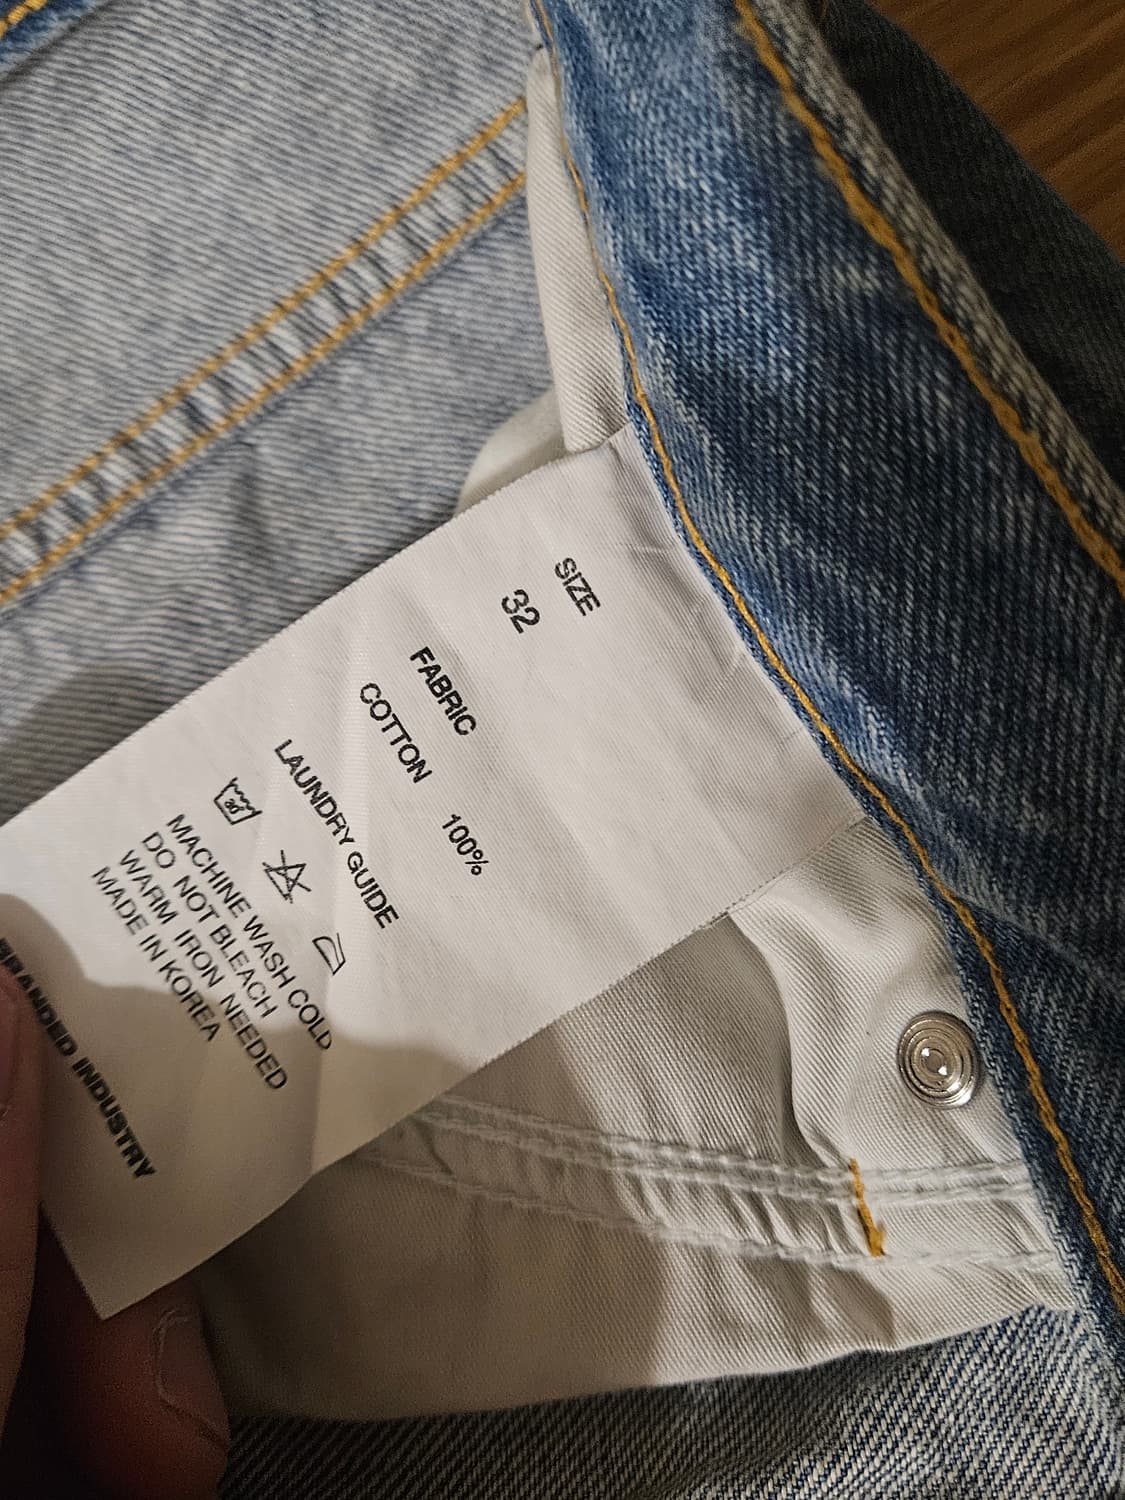 SIZE
32
FABRIC
COTTON 100%
LAUNDRY GUIDE
30
MACHINE WASH COLD
DO NOT BLEACH
WARM IRON NEEDED
MADE IN KOREA
BRANDED INDUSTRY